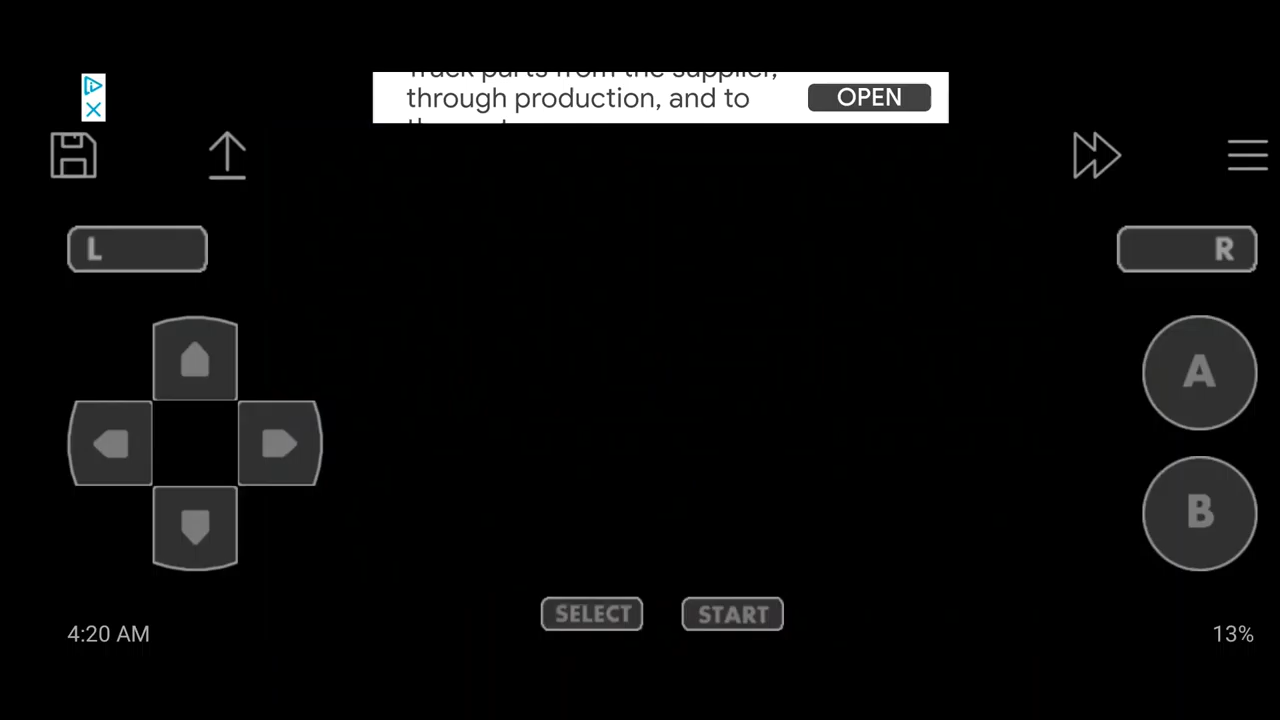 through production, and to
OPEN
L
R
A
B
SELECT
START
4:20 AM
13%